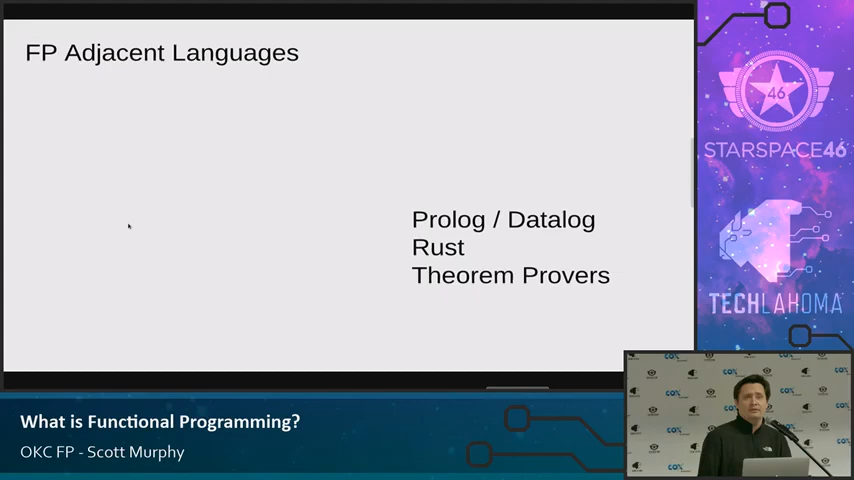 FP Adjacent Languages
Prolog / Datalog
Rust
Theorem Provers
46
STARSPACE46
TECHLAHOMA
COX
What is Functional Programming?
OKC FP - Scott Murphy